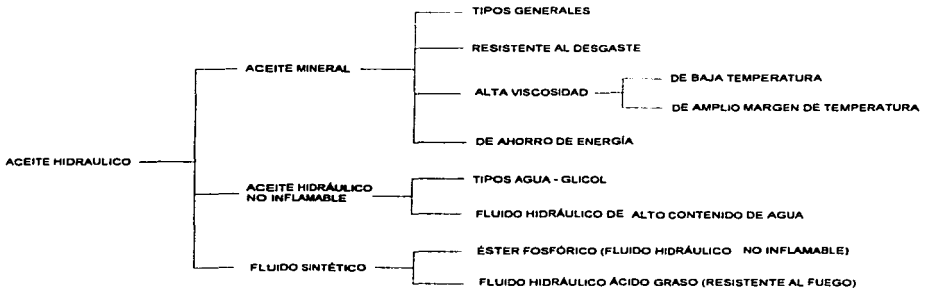 TIPOS GENERALES
RESISTENTE AL DESGASTE
ACEITE MINERAL
DE BAJA TEMPERATURA
ALTA VISCOSIDAD
DE AMPLIO MARGEN DE TEMPERATURA
DE AHORRO DE ENERGÍA
ACEITE HIDRAULICO
TIPOS AGUA - GLICOL
ACEITE HIDRÁULICO
NO INFLAMABLE
FLUIDO HIDRÁULICO DE ALTO CONTENIDO DE AGUA
ÉSTER FOSFÓRICO (FLUIDO HIDRÁULICO NO INFLAMABLE)
FLUIDO SINTÉTICO
FLUIDO HIDRÁULICO ÁCIDO GRASO (RESISTENTE AL FUEGO)